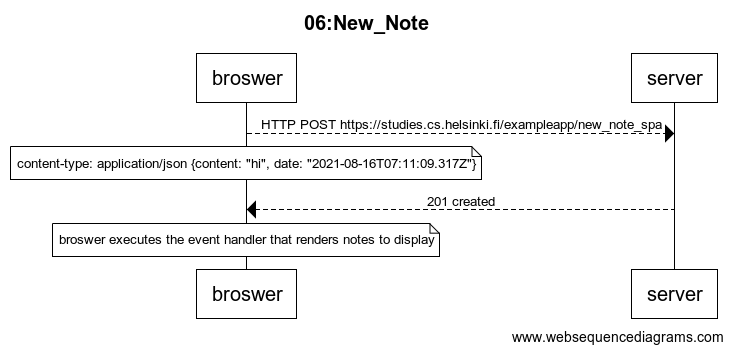 06:New_Note
broswer
server
HTTP POST https://studies.cs.helsinki.fi/exampleapp/new_note_spa
content-type: application/json {content: "hi", date: "2021-08-16T07:11:09.317Z"}
201 created
broswer executes the event handler that renders notes to display
broswer
server
www.websequencediagrams.com